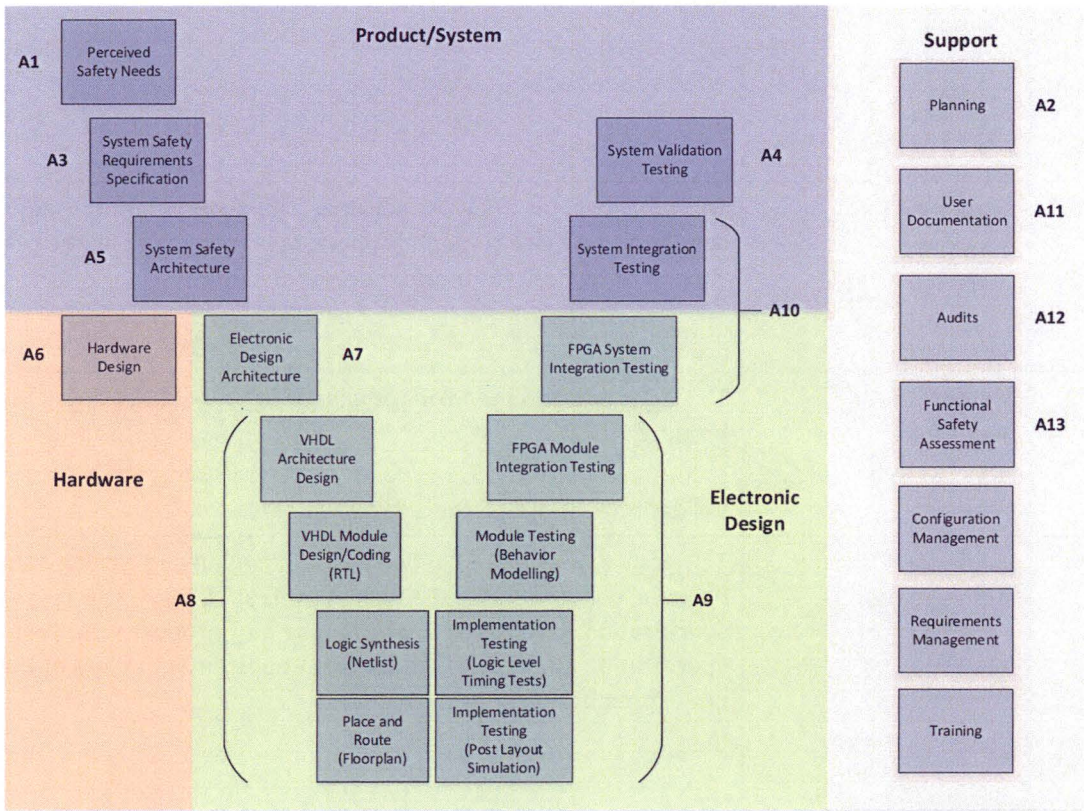 Product/System
A1
Perceived
Safety Needs
A3
System Safety
Requirements
Specification
System Validation
Testing
A4
A5
System Safety
Architecture
System Integration
Testing
A10
A6
Hardware
Design
Electronic
Design
Architecture
A7
FPGA System
Integration Testing
Hardware
VHDL
Architecture
Design
FPGA Module
Integration Testing
Electronic
Design
VHDL Module
Design/Coding
(RTL)
Module Testing
(Behavior
Modelling)
A8
A9
Logic Synthesis
(Netlist)
Implementation
Testing
(Logic Level
Timing Tests)
Place and
Route
(Floorplan)
Implementation
Testing
(Post Layout
Simulation)
Support
Planning
A2
User
Documentation
A11
Audits
A12
Functional
Safety
Assessment
A13
Configuration
Management
Requirements
Management
Training